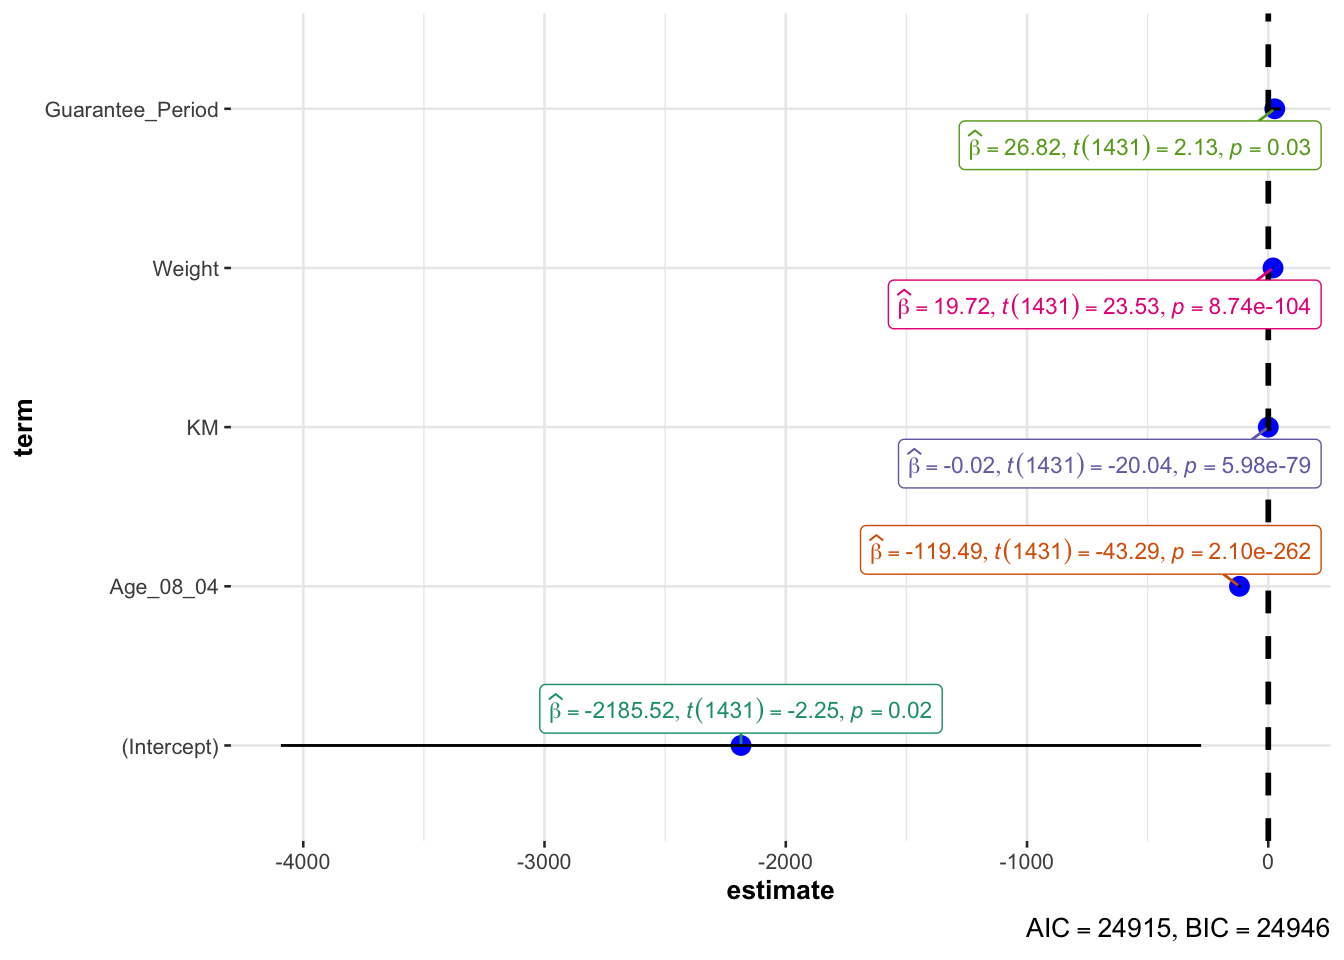 Guarantee_Period
β̂ = 26.82, t(1431) = 2.13, p = 0.03
Weight
β̂ = 19.72, t(1431) = 23.53, p = 8.74e-104
term
KM
β̂ = -0.02, t(1431) = -20.04, p = 5.98e-79
β̂ = -119.49, t(1431) = -43.29, p = 2.10e-262
Age_08_04
β̂ = -2185.52, t(1431) = -2.25, p = 0.02
(Intercept)
-4000 -3000 -2000 -1000 0
estimate
AIC = 24915, BIC = 24946